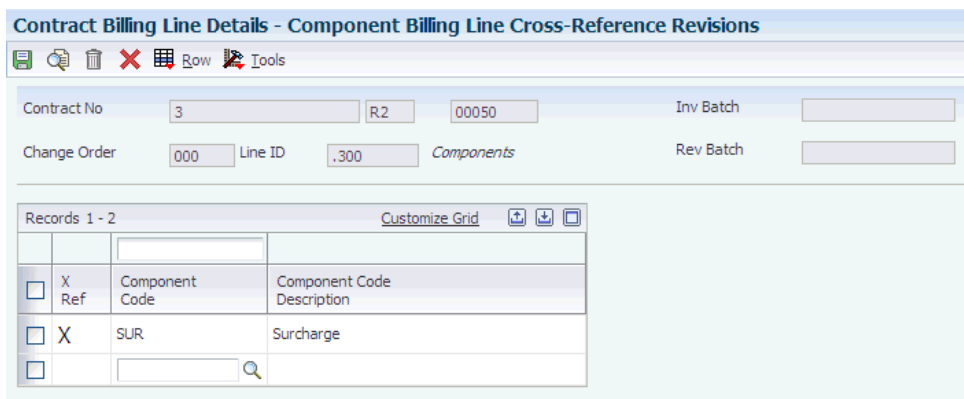 Contract Billing Line Details - Component Billing Line Cross-Reference Revisions
Row Tools
Contract No 3 R2 00050 Inv Batch
Change Order 000 Line ID .300 Components Rev Batch
Records 1 - 2 Customize Grid
X Ref Component Code Component Code Description
X SUR Surcharge